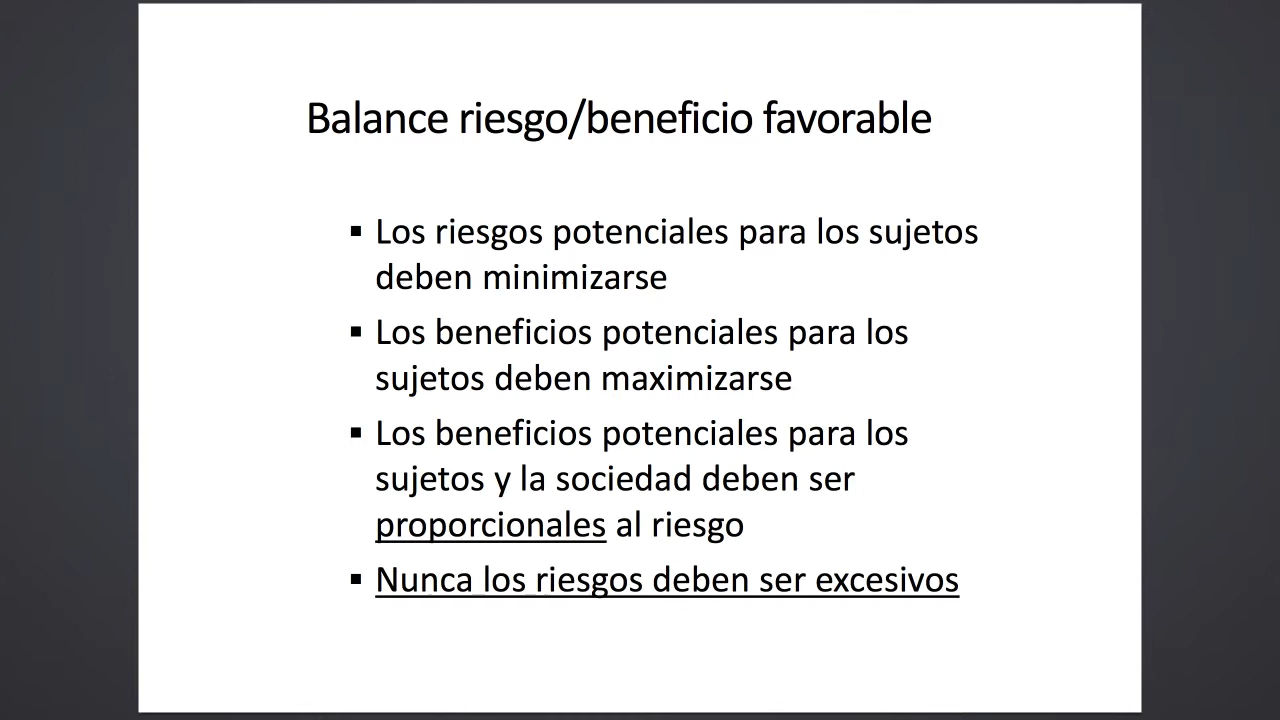 Balance riesgo/beneficio favorable
▪ Los riesgos potenciales para los sujetos
deben minimizarse
▪ Los beneficios potenciales para los
sujetos deben maximizarse
▪ Los beneficios potenciales para los
sujetos y la sociedad deben ser
proporcionales al riesgo
▪ Nunca los riesgos deben ser excesivos